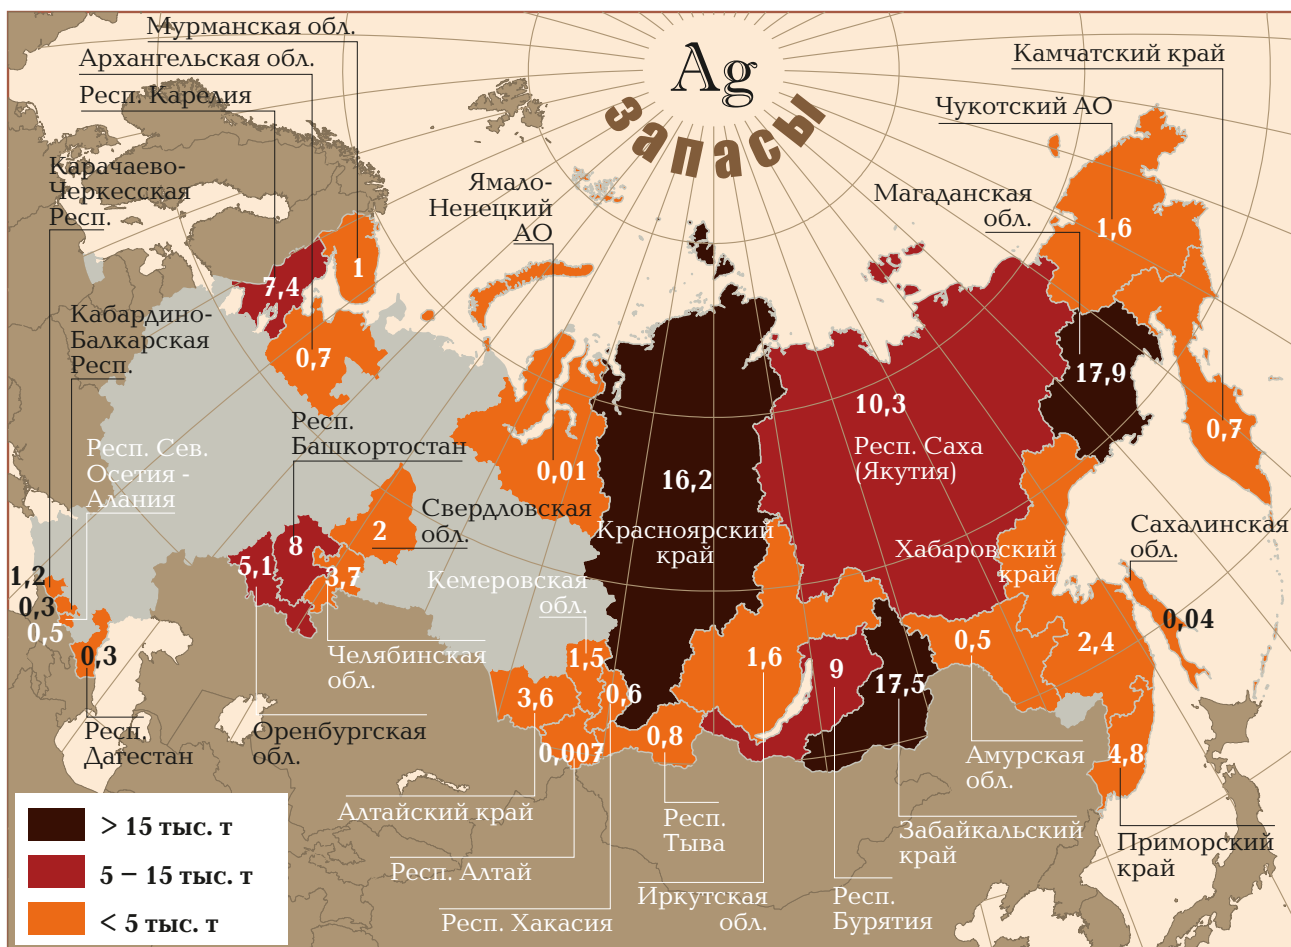 Мурманская обл.
Архангельская обл.
Респ. Карелия
Ag
запасы
Камчатский край
Чукотский АО
Карачаево-
Черкесская
Респ.
Ямало-
Ненецкий
АО
Магаданская
обл.
1,6
1
7,4
Кабардино-
Балкарская
Респ.
0,7
17,9
10,3
Респ. Саха
(Якутия)
0,7
Респ.
Башкортостан
Респ. Сев.
Осетия -
Алания
0,01
16,2
Красноярский
край
Свердловская
обл.
2
8
5,1
3,7
Сахалинская
обл.
Хабаровский
край
Кемеровская
обл.
1,2
0,3
0,5
0,3
0,04
0,5
2,4
Челябинская
обл.
1,5
1,6
9
17,5
3,6
0,6
0,8
0,007
4,8
Респ.
Дагестан
Оренбургская
обл.
Амурская
обл.
Алтайский край
Респ.
Тыва
Забайкальский
край
Приморский
край
Респ. Алтай
Иркутская
обл.
Респ.
Бурятия
Респ. Хакасия
> 15 тыс. т
5 – 15 тыс. т
< 5 тыс. т